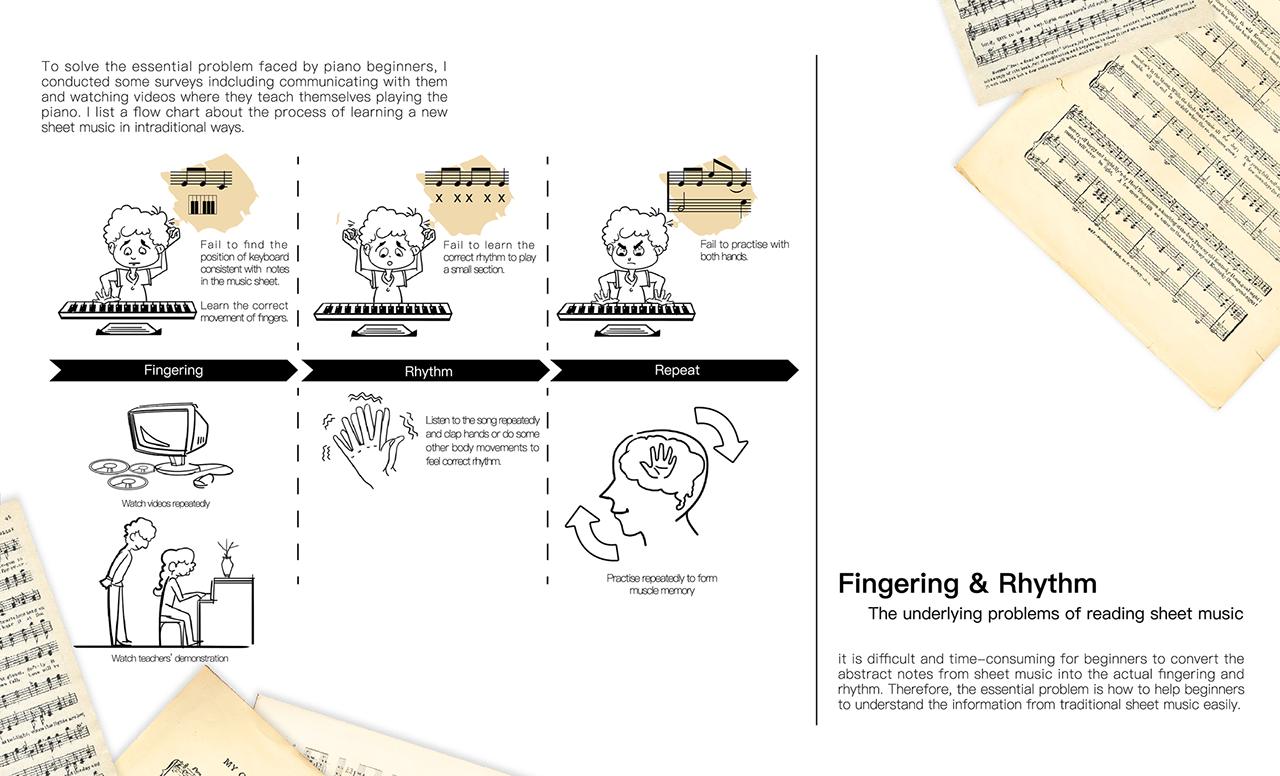 To solve the essential problem faced by piano beginners, I
conducted some surveys indcluding communicating with them
and watching videos where they teach themselves playing the
piano. I list a flow chart about the process of learning a new
sheet music in intraditional ways.
Fail to find the
position of keyboard
consistent with notes
in the music sheet.
Learn the correct
movement of fingers.
X XX X X
Fail to learn the
correct rhythm to play
a small section.
Fail to practise with
both hands.
Fingering
Rhythm
Repeat
Watch videos repeatedly
Watch teachers' demonstration
Listen to the song repeatedly
and clap hands or do some
other body movements to
feel correct rhythm.
Practise repeatedly to form
muscle memory
Fingering & Rhythm
The underlying problems of reading sheet music
it is difficult and time-consuming for beginners to convert the
abstract notes from sheet music into the actual fingering and
rhythm. Therefore, the essential problem is how to help beginners
to understand the information from traditional sheet music easily.
MY